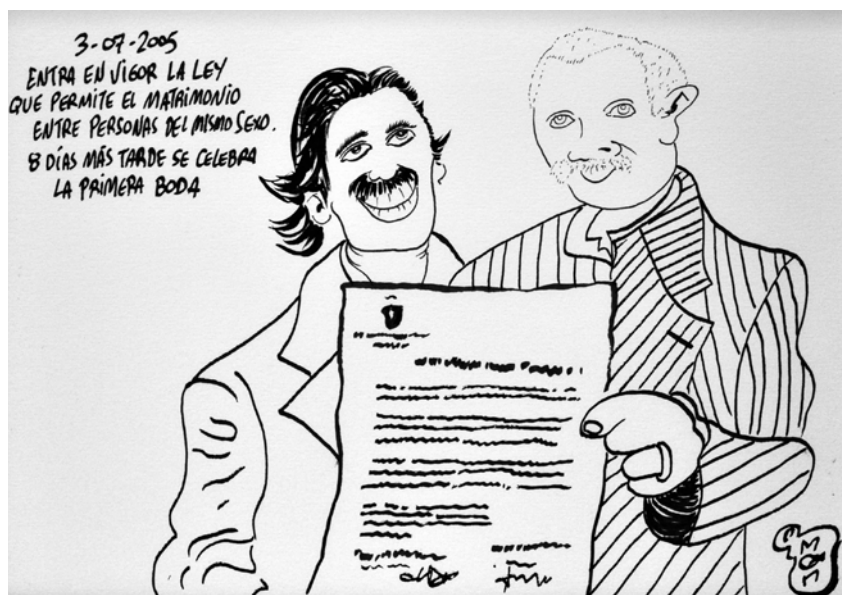 3-07-2005
ENTRA EN VIGOR LA LEY
QUE PERMITE EL MATRIMONIO
ENTRE PERSONAS DEL MISMO SEXO.
8 DÍAS MÁS TARDE SE CELEBRA
LA PRIMERA BODA